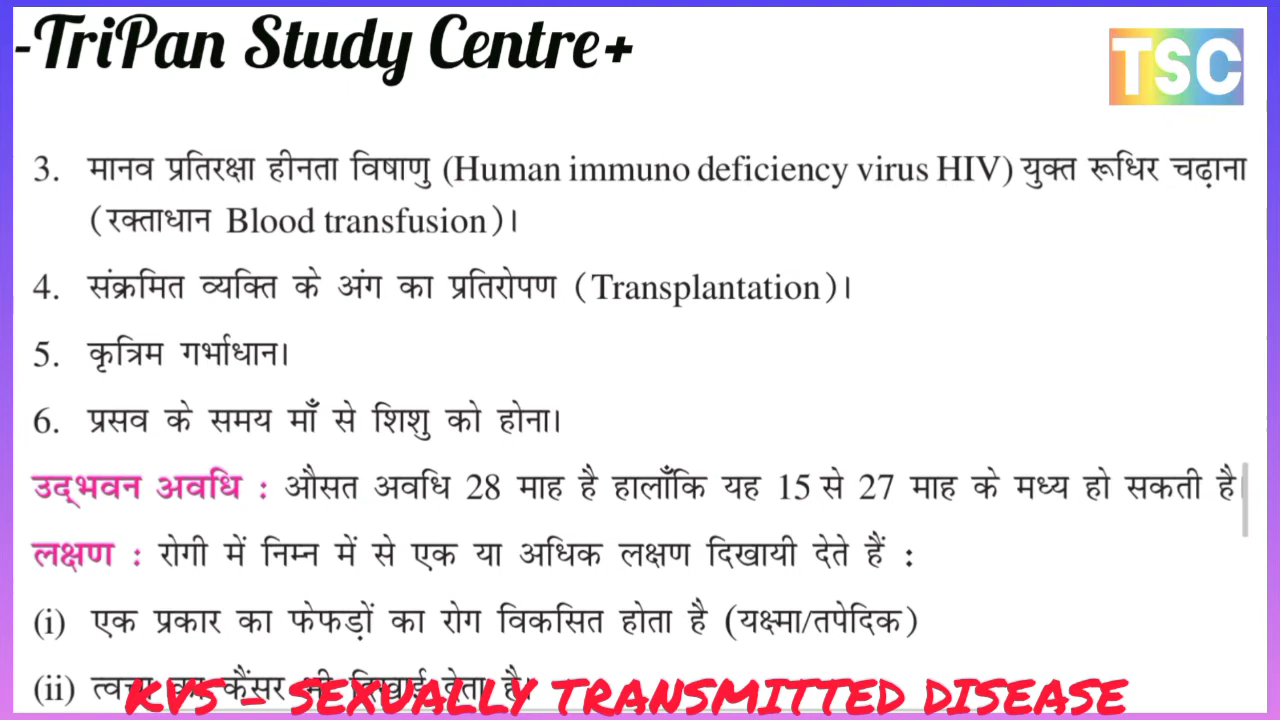 -TriPan Study Centre+
TSC
3. मानव प्रतिरक्षा हीनता विषाणु (Human immuno deficiency virus HIV) युक्त रूधिर चढ़ाना
(रक्ताधान Blood transfusion)।
4. संक्रमित व्यक्ति के अंग का प्रतिरोपण (Transplantation)।
5. कृत्रिम गर्भाधान।
6. प्रसव के समय माँ से शिशु को होना।
उद्भवन अवधि : औसत अवधि 28 माह है हालाँकि यह 15 से 27 माह के मध्य हो सकती है
लक्षण : रोगी में निम्न में से एक या अधिक लक्षण दिखायी देते हैं :
(i) एक प्रकार का फेफड़ों का रोग विकसित होता है (यक्ष्मा/तपेदिक)
(ii) त्वचा का कैंसर भी दिखाई देता है।
KVS - SEXUALLY TRANSMITTED DISEASE